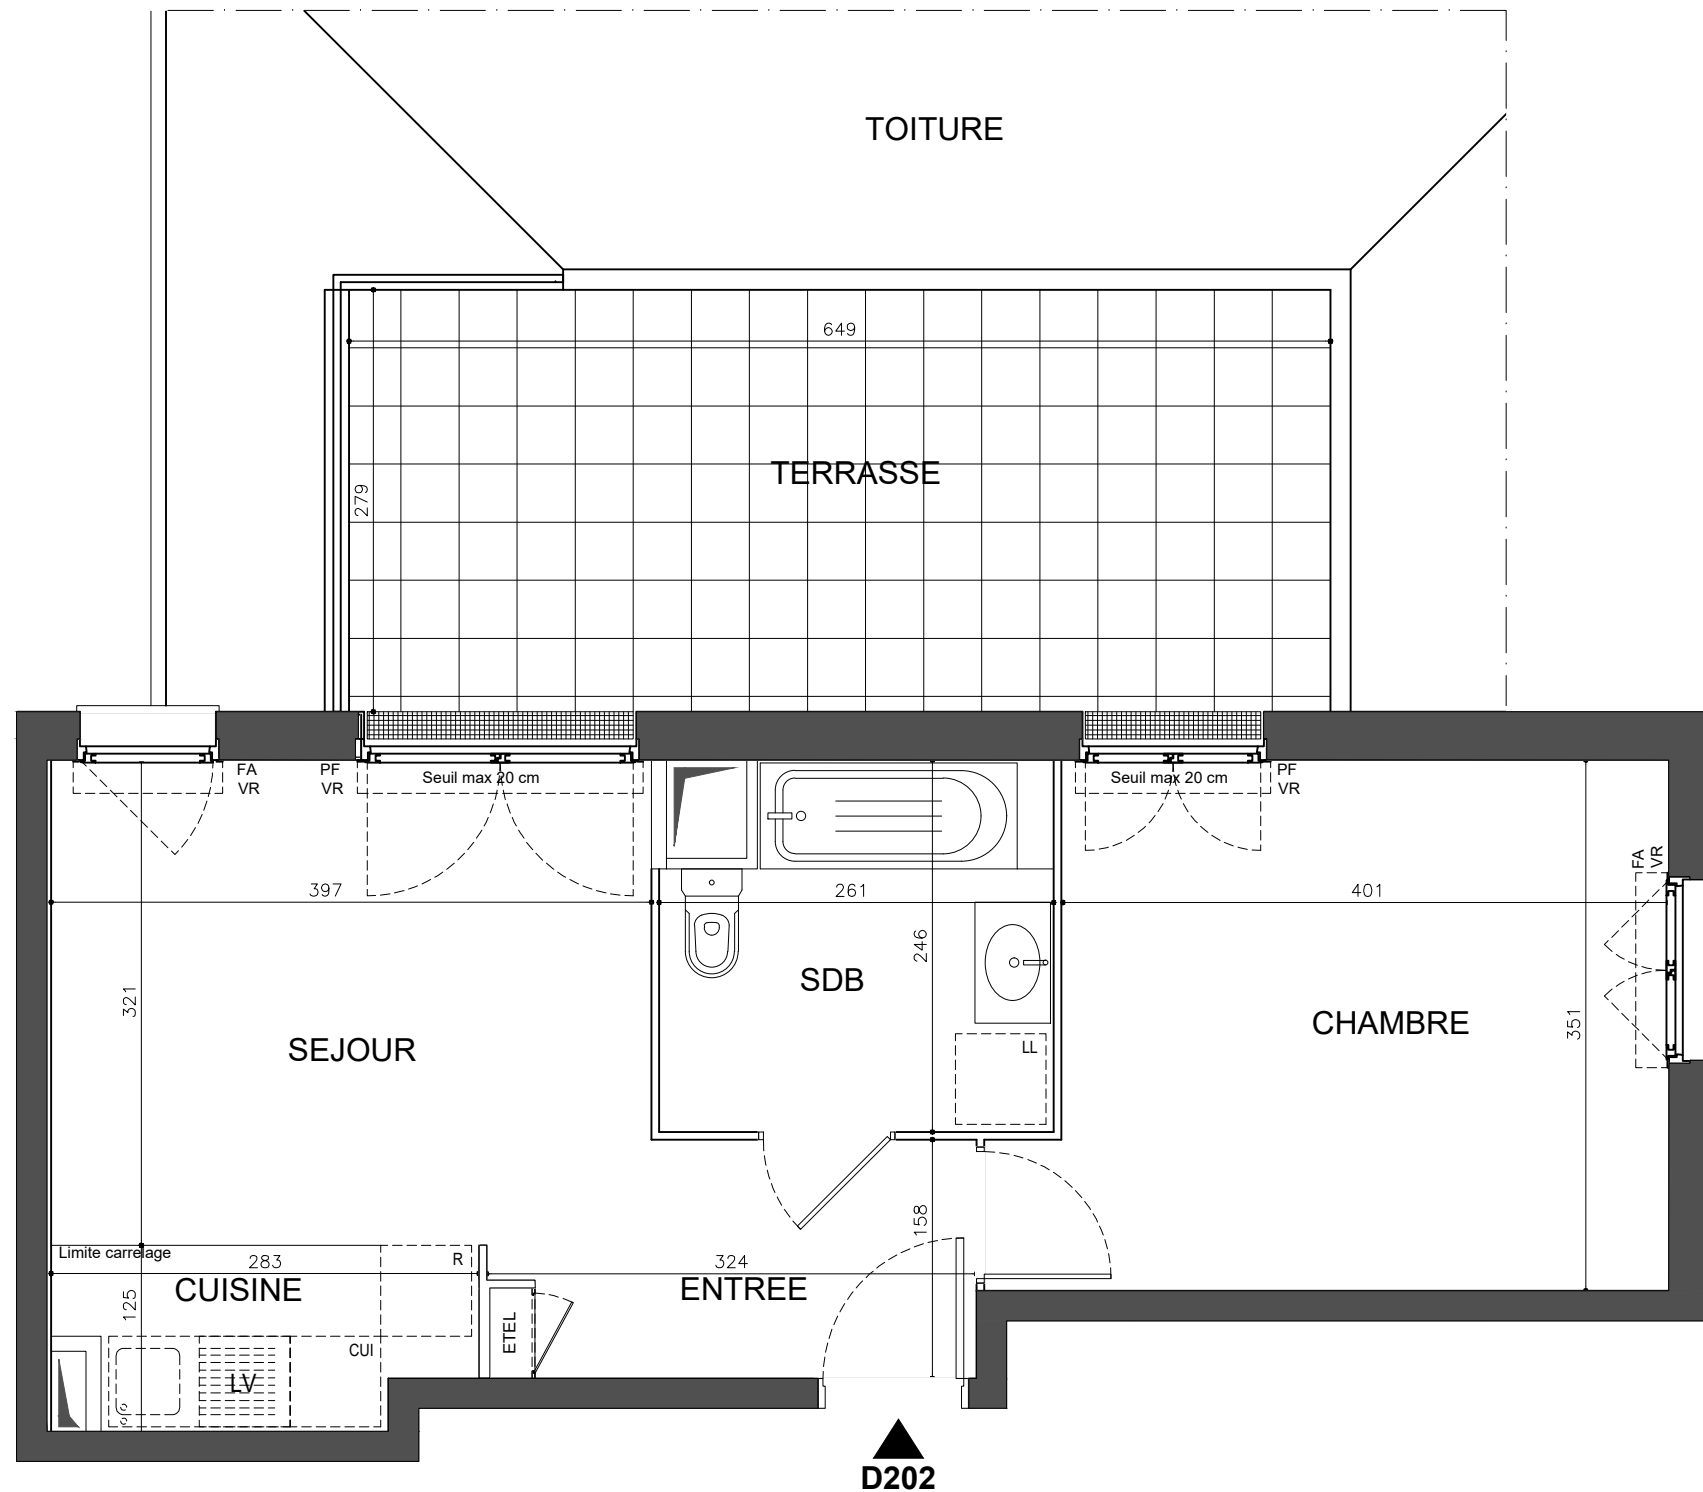 TOITURE
649
TERRASSE
279
FA
VR
PF
VR
Seuil max 20 cm
Seuil max 20 cm
PF
VR
FA
VR
397
261
401
246
SDB
321
SEJOUR
CHAMBRE
351
LL
158
Limite carrelage
283
R
324
CUISINE
ENTREE
125
ETEL
CUI
LV
D202